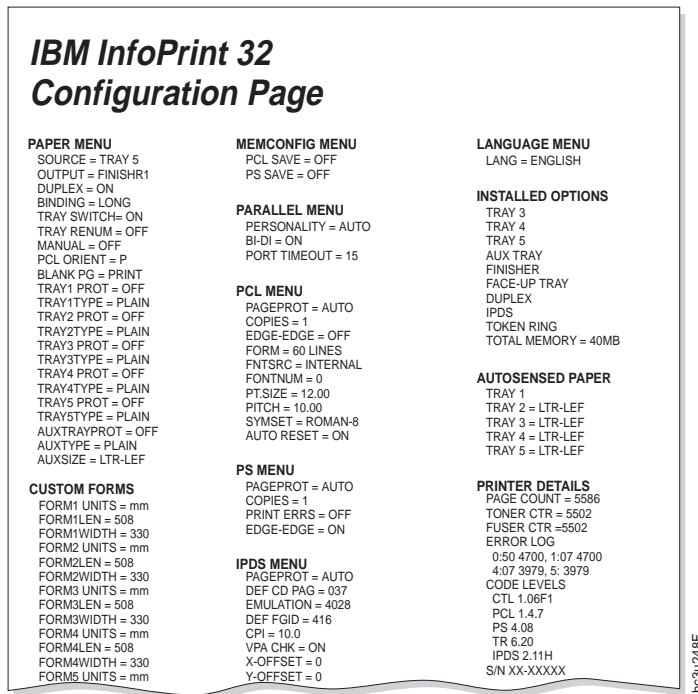 IBM InfoPrint 32
Configuration Page
PAPER MENU
SOURCE = TRAY 5
OUTPUT = FINISHR1
DUPLEX = ON
BINDING = LONG
TRAY SWITCH= ON
TRAY RENUM = OFF
MANUAL = OFF
PCL ORIENT = P
BLANK PG = PRINT
TRAY1 PROT = OFF
TRAY1TYPE = PLAIN
TRAY2 PROT = OFF
TRAY2TYPE = PLAIN
TRAY3 PROT = OFF
TRAY3TYPE = PLAIN
TRAY4 PROT = OFF
TRAY4TYPE = PLAIN
TRAY5 PROT = OFF
TRAY5TYPE = PLAIN
AUXTRAYPROT = OFF
AUXTYPE = PLAIN
AUXSIZE = LTR-LEF
CUSTOM FORMS
FORM1 UNITS = mm
FORM1LEN = 508
FORM1WIDTH = 330
FORM2 UNITS = mm
FORM2LEN = 508
FORM2WIDTH = 330
FORM3 UNITS = mm
FORM3LEN = 508
FORM3WIDTH = 330
FORM4 UNITS = mm
FORM4LEN = 508
FORM4WIDTH = 330
FORM5 UNITS = mm
MEMCONFIG MENU
PCL SAVE = OFF
PS SAVE = OFF
PARALLEL MENU
PERSONALITY = AUTO
BI-DI = ON
PORT TIMEOUT = 15
PCL MENU
PAGEPROT = AUTO
COPIES = 1
EDGE-EDGE = OFF
FORM = 60 LINES
FNTSRC = INTERNAL
FONTNUM = 0
PT.SIZE = 12.00
PITCH = 10.00
SYMSET = ROMAN-8
AUTO RESET = ON
PS MENU
PAGEPROT = AUTO
COPIES = 1
PRINT ERRS = OFF
EDGE-EDGE = ON
IPDS MENU
PAGEPROT = AUTO
DEF CD PAG = 037
EMULATION = 4028
DEF FGID = 416
CPI = 10.0
VPA CHK = ON
X-OFFSET = 0
Y-OFFSET = 0
LANGUAGE MENU
LANG = ENGLISH
INSTALLED OPTIONS
TRAY 3
TRAY 4
TRAY 5
AUX TRAY
FINISHER
FACE-UP TRAY
DUPLEX
IPDS
TOKEN RING
TOTAL MEMORY = 40MB
AUTOSENSED PAPER
TRAY 1
TRAY 2 = LTR-LEF
TRAY 3 = LTR-LEF
TRAY 4 = LTR-LEF
TRAY 5 = LTR-LEF
PRINTER DETAILS
PAGE COUNT = 5586
TONER CTR = 5502
FUSER CTR =5502
ERROR LOG
0:50 4700, 1:07 4700
4:07 3979, 5: 3979
CODE LEVELS
CTL 1.06F1
PCL 1.4.7
PS 4.08
TR 6.20
IPDS 2.11H
S/N XX-XXXXX